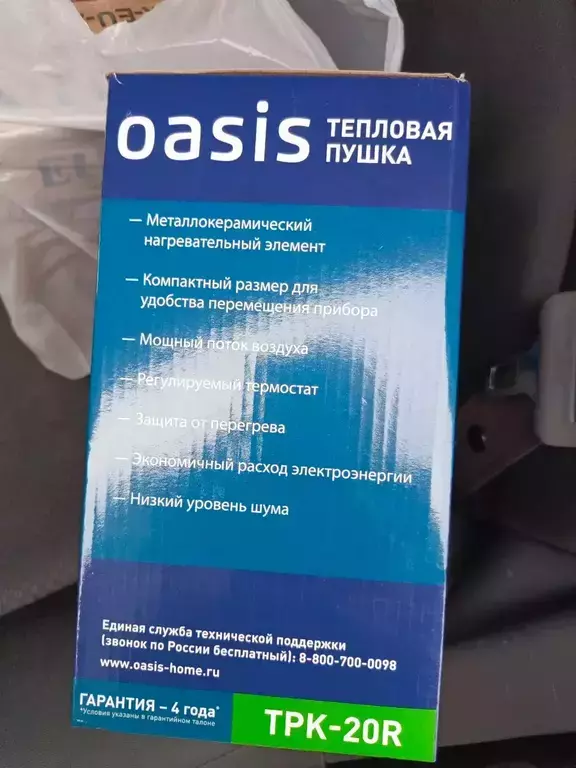 oasis ТЕПЛОВАЯ
ПУШКА
— Металлокерамический
нагревательный элемент
— Компактный размер для
удобства перемещения прибора
— Мощный поток воздуха
— Регулируемый термостат
— Защита от перегрева
— Экономичный расход электроэнергии
— Низкий уровень шума
Единая служба технической поддержки
(звонок по России бесплатный): 8-800-700-0098
www.oasis-home.ru
ГАРАНТИЯ – 4 года*
*Условия указаны в гарантийном талоне
TPK-20R